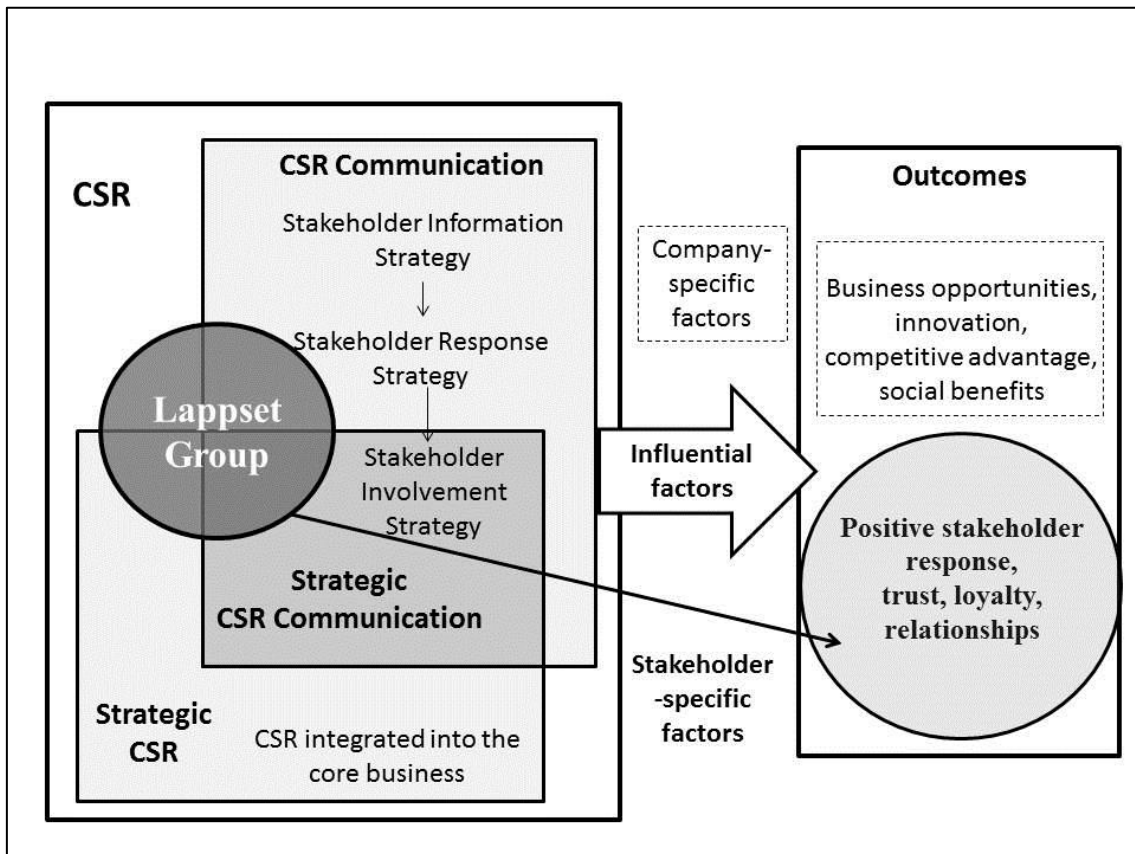 CSR
CSR Communication
Stakeholder Information
Strategy
Stakeholder Response
Strategy
Stakeholder
Involvement
Strategy
Lappset
Group
Strategic
CSR Communication
Strategic
CSR
CSR integrated into the
core business
Company-
specific
factors
Influential
factors
Stakeholder
-specific
factors
Outcomes
Business opportunities,
innovation,
competitive advantage,
social benefits
Positive stakeholder
response,
trust, loyalty,
relationships